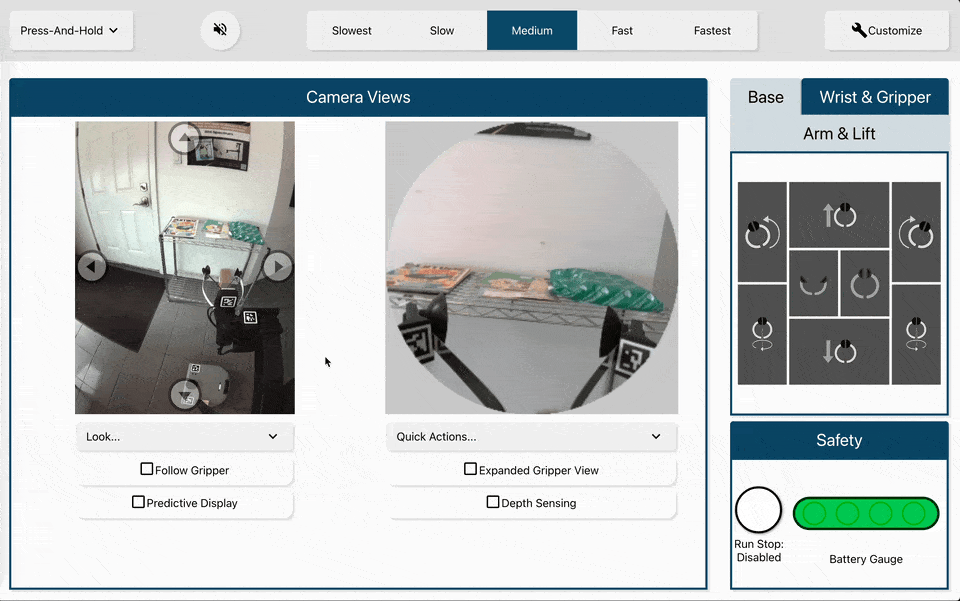 Press-And-Hold
Slowest
Slow
Medium
Fast
Fastest
Customize
Camera Views
Base
Wrist & Gripper
Arm & Lift
Look...
Quick Actions...
Follow Gripper
Expanded Gripper View
Predictive Display
Depth Sensing
Safety
Run Stop:
Disabled
Battery Gauge